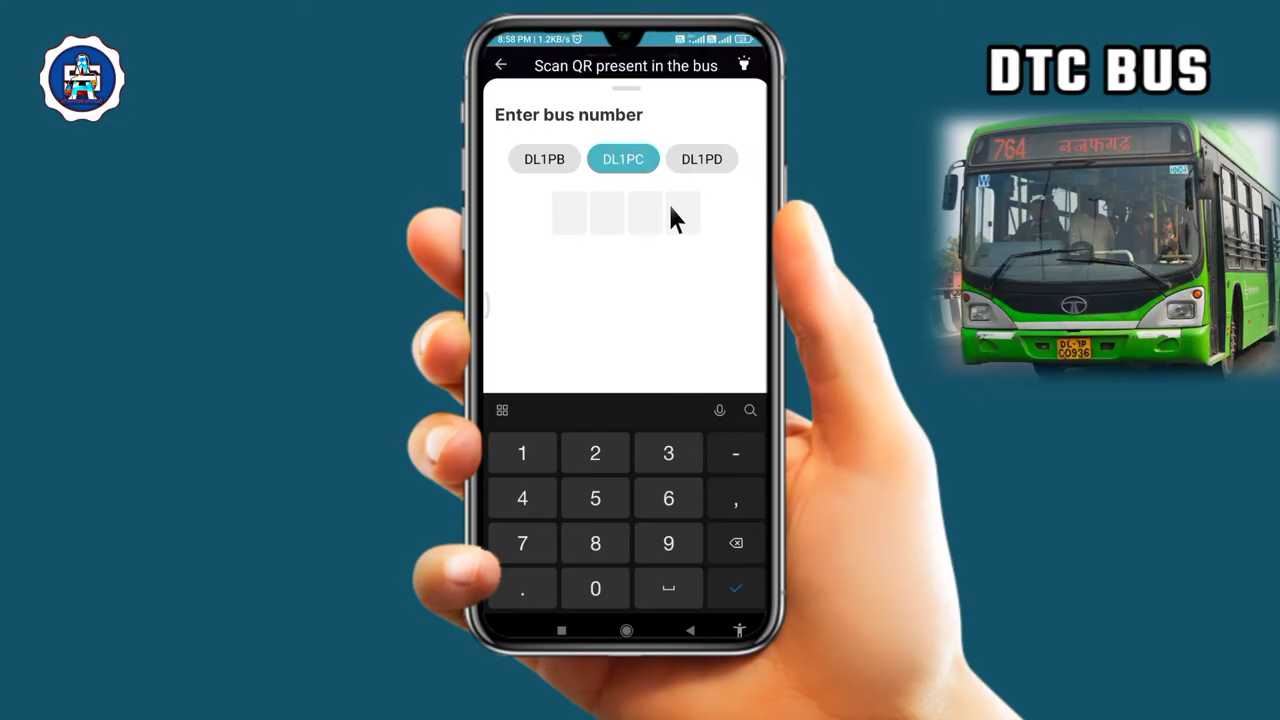 8:58 PM | 1.2KB/s
Scan QR present in the bus
Enter bus number
DL1PB
DL1PC
DL1PD
1
2
3
-
4
5
6
,
7
8
9
.
0
DTC BUS
764 नजफगढ़
W
DL-1P
C0936